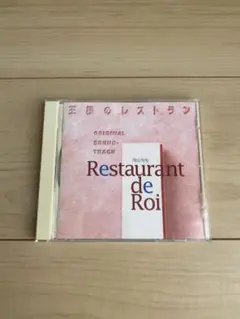 王様のレストラン
ORIGINAL
SOUND-
TRACK
Restaurant
de
Roi